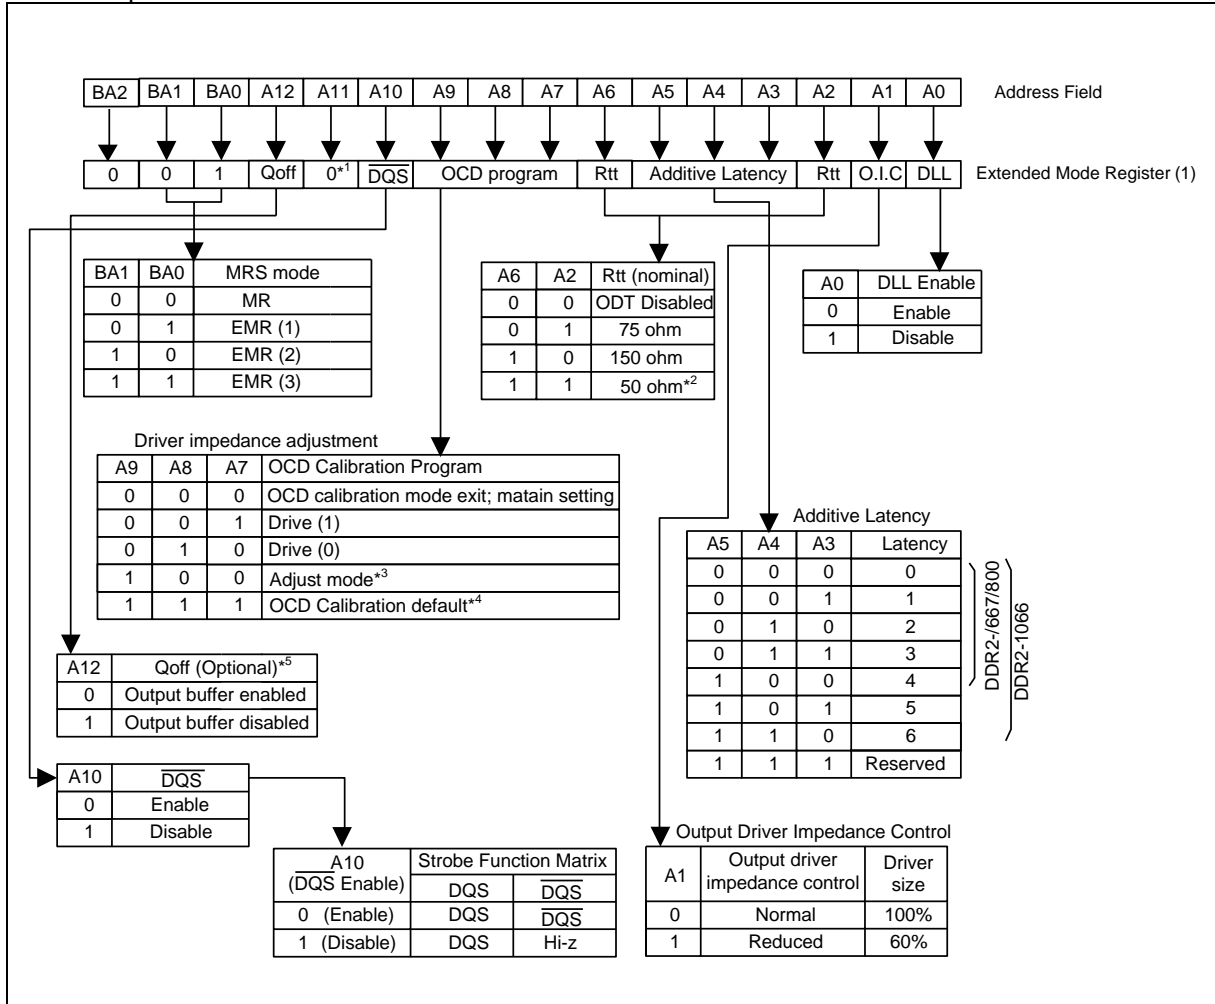 BA2 BA1 BA0 A12 A11 A10 A9 A8 A7 A6 A5 A4 A3 A2 A1 A0 Address Field
0 0 1 Qoff 0*1 DQS OCD program Rtt Additive Latency Rtt O.I.C DLL Extended Mode Register (1)
BA1 BA0 MRS mode
0 0 MR
0 1 EMR (1)
1 0 EMR (2)
1 1 EMR (3)
A6 A2 Rtt (nominal)
0 0 ODT Disabled
0 1 75 ohm
1 0 150 ohm
1 1 50 ohm*2
A0 DLL Enable
0 Enable
1 Disable
Driver impedance adjustment
A9 A8 A7 OCD Calibration Program
0 0 0 OCD calibration mode exit; matain setting
0 0 1 Drive (1)
0 1 0 Drive (0)
1 0 0 Adjust mode*3
1 1 1 OCD Calibration default*4
Additive Latency
A5 A4 A3 Latency
0 0 0 0
0 0 1 1
0 1 0 2
0 1 1 3
1 0 0 4
1 0 1 5
1 1 0 6
1 1 1 Reserved
DDR2-/667/800
DDR2-1066
A12 Qoff (Optional)*5
0 Output buffer enabled
1 Output buffer disabled
A10 DQS
0 Enable
1 Disable
A10 (DQS Enable) Strobe Function Matrix
DQS DQS
0 (Enable) DQS DQS
1 (Disable) DQS Hi-z
Output Driver Impedance Control
A1 Output driver impedance control Driver size
0 Normal 100%
1 Reduced 60%